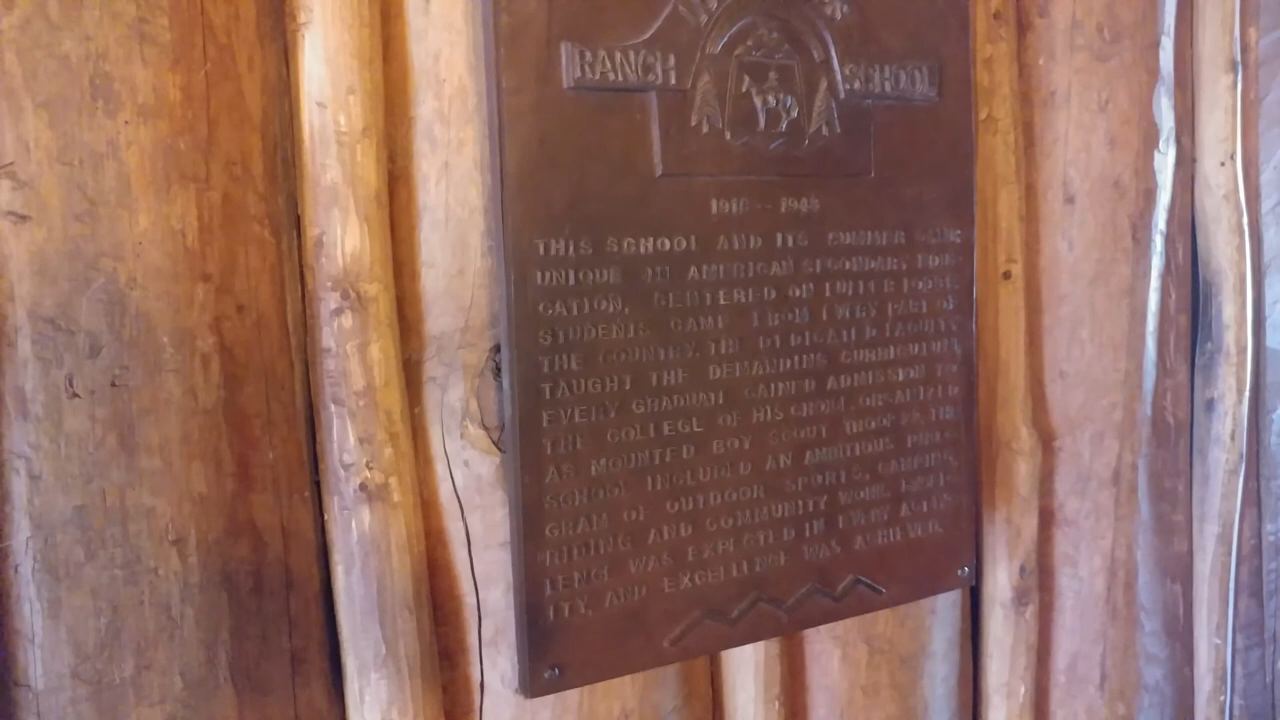 RANCH SCHOOL
THIS SCHOOL AND ITS SUMMER CAMP
UNIQUE IN AMERICAN SECONDARY EDU-
CATION, CENTERED ON FULLER LODGE.
STUDENTS CAME FROM EVERY PART OF
THE COUNTRY. THE DEDICATED FACULTY
TAUGHT THE DEMANDING CURRICULUM
EVERY GRADUATE GAINED ADMISSION TO
THE COLLEGE OF HIS CHOICE. ORGANIZED
AS MOUNTED BOY SCOUT TROOP 22, THE
SCHOOL INCLUDED AN AMBITIOUS PRO-
GRAM OF OUTDOOR SPORTS, CAMPING,
RIDING AND COMMUNITY WORK. EXCEL-
LENCE WAS EXPECTED IN EVERY ACTIV-
ITY, AND EXCELLENCE WAS ACHIEVED.